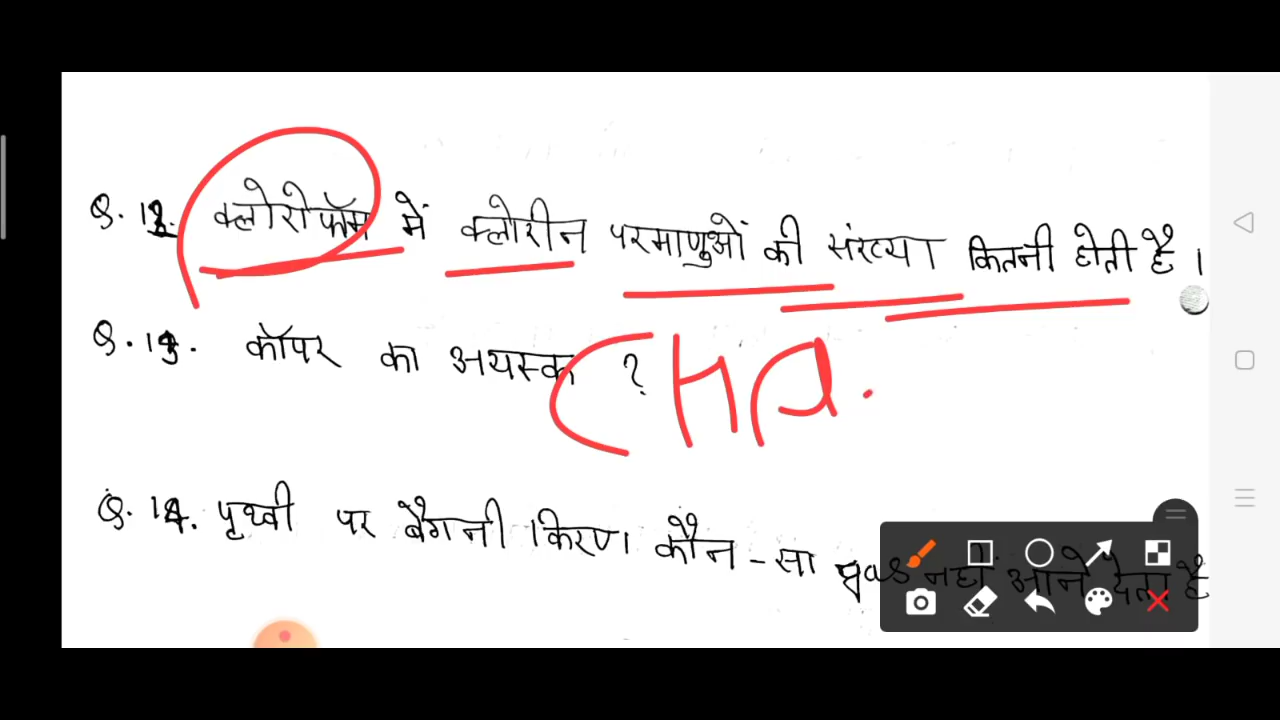 Q. 12. क्लोरोफॉम में क्लोरीन परमाणुओं की संख्या कितनी होती है ।
Q. 13. कॉपर का अयस्क ?
CHCl.
Q. 14. पृथ्वी पर बैगनी किरण कौन-सा gas नहीं आने देता है